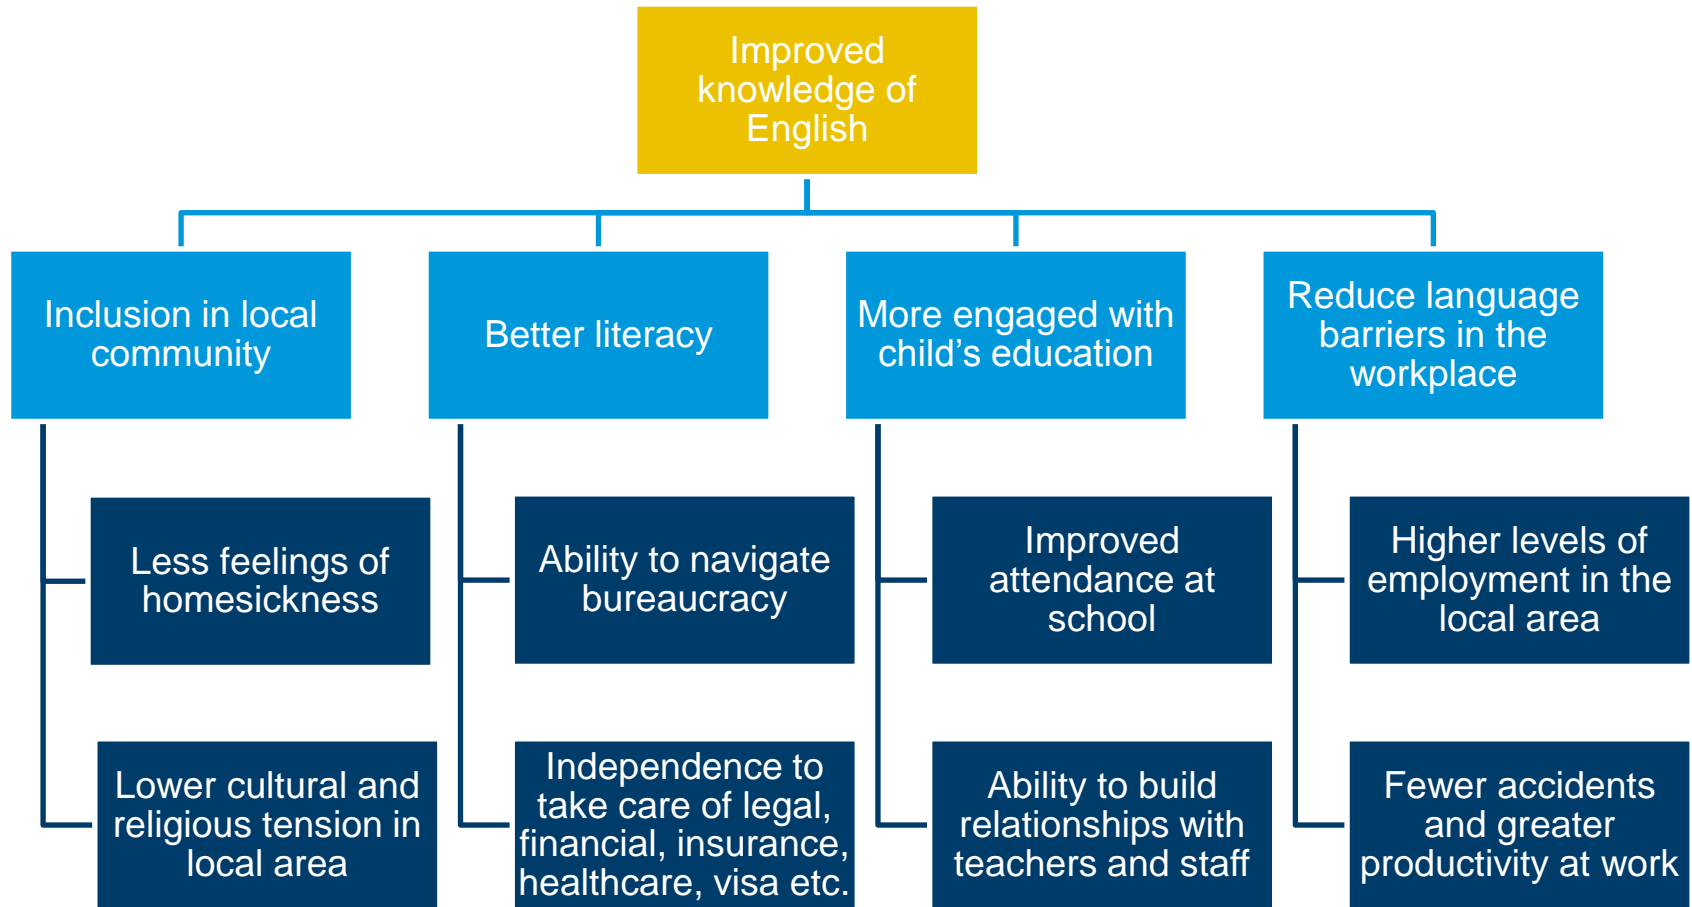 Improved
knowledge of
English
Inclusion in local
community
Better literacy
More engaged with
child’s education
Reduce language
barriers in the
workplace
Less feelings of
homesickness
Ability to navigate
bureaucracy
Improved
attendance at
school
Higher levels of
employment in the
local area
Lower cultural and
religious tension in
local area
Independence to
take care of legal,
financial, insurance,
healthcare, visa etc.
Ability to build
relationships with
teachers and staff
Fewer accidents
and greater
productivity at work